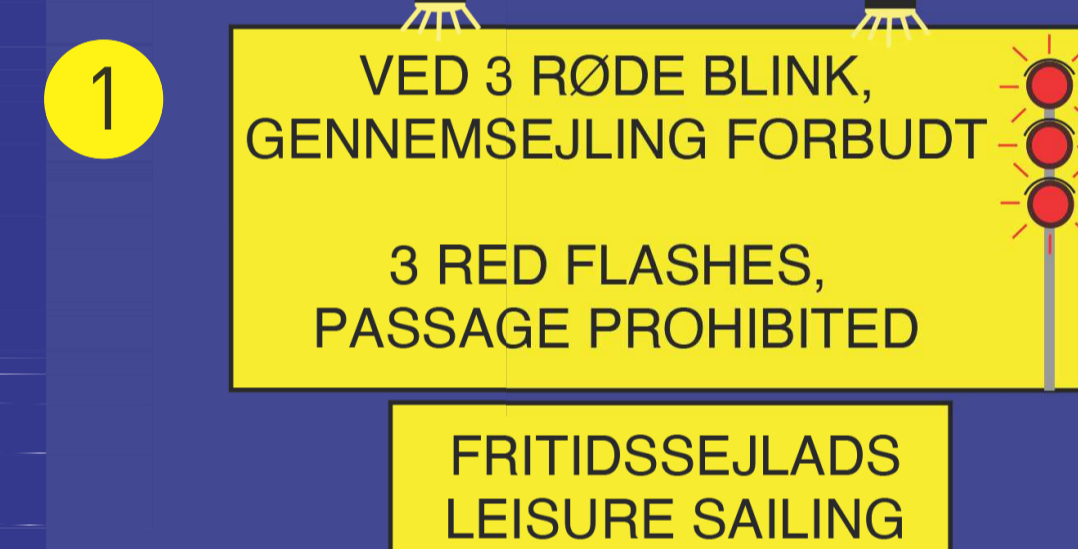 1
VED 3 RØDE BLINK,
GENNEMSEJLING FORBUDT
3 RED FLASHES,
PASSAGE PROHIBITED
FRITIDSSEJLADS
LEISURE SAILING